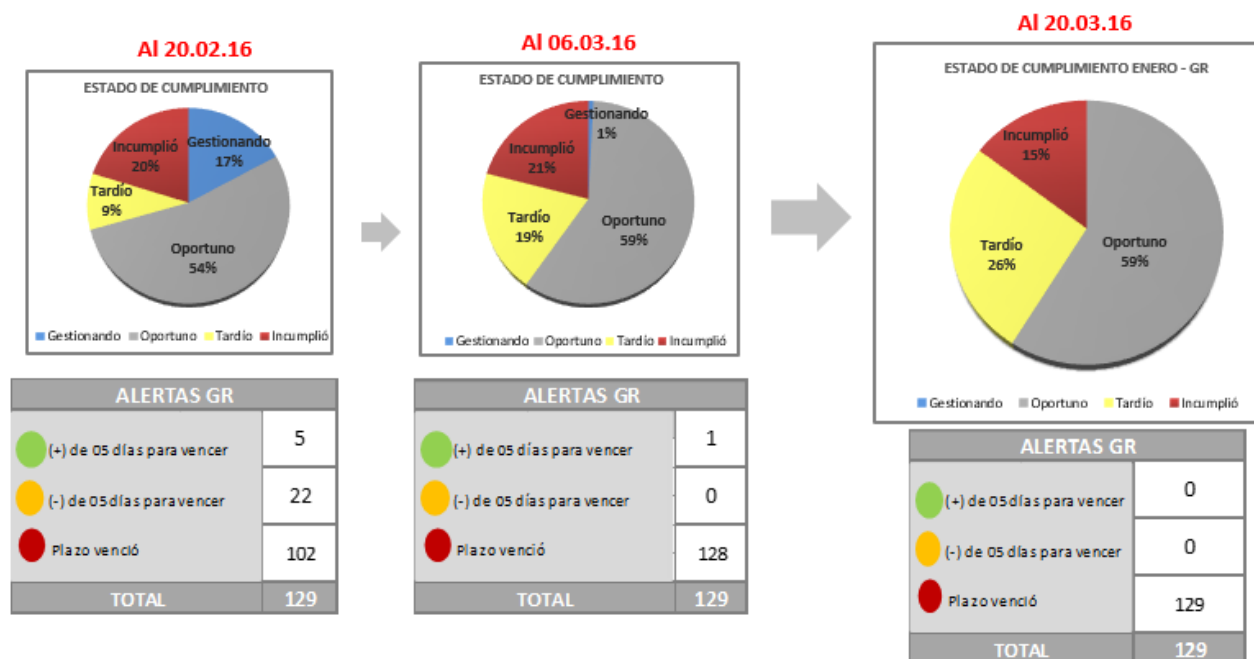 Al 20.02.16
ESTADO DE CUMPLIMIENTO
Incumplió
20%
Gestionando
17%
Tardío
9%
Oportuno
54%
Gestionando Oportuno Tardío Incumplió
ALERTAS GR
(+) de 05 días para vencer 5
(-) de 05 días para vencer 22
Plazo venció 102
TOTAL 129
Al 06.03.16
ESTADO DE CUMPLIMIENTO
Gestionando
1%
Incumplió
21%
Tardío
19%
Oportuno
59%
Gestionando Oportuno Tardío Incumplió
ALERTAS GR
(+) de 05 días para vencer 1
(-) de 05 días para vencer 0
Plazo venció 128
TOTAL 129
Al 20.03.16
ESTADO DE CUMPLIMIENTO ENERO - GR
Incumplió
15%
Tardío
26%
Oportuno
59%
Gestionando Oportuno Tardío Incumplió
ALERTAS GR
(+) de 05 días para vencer 0
(-) de 05 días para vencer 0
Plazo venció 129
TOTAL 129